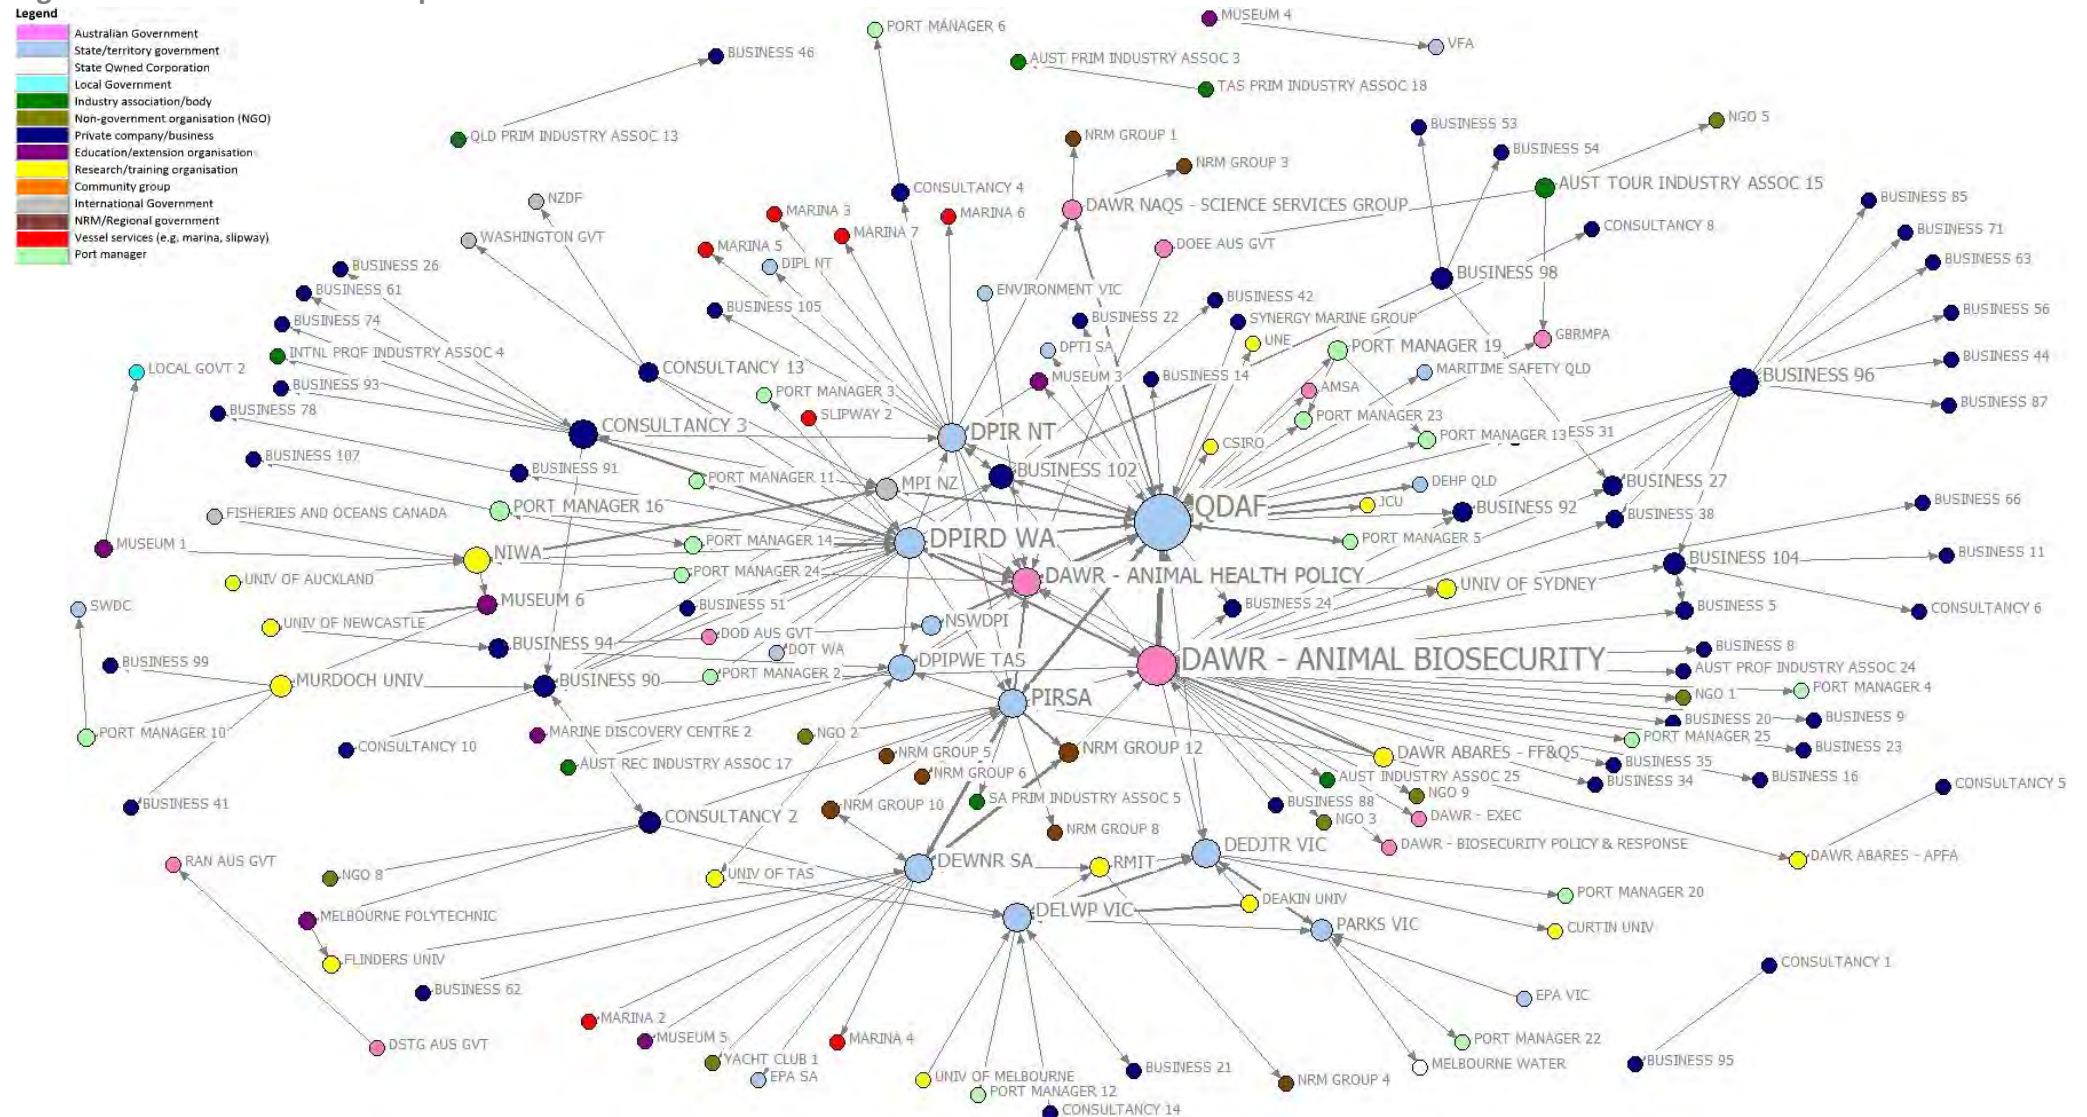 Legend
Australian Government
State/territory government
State Owned Corporation
Local Government
Industry association/body
Non-government organisation (NGO)
Private company/business
Education/extension organisation
Research/training organisation
Community group
International Government
NRM/Regional government
Vessel services (e.g. marina, slipway)
Port manager
MUSEUM 4
PORT MANAGER 6
VFA
BUSINESS 46
AUST PRIM INDUSTRY ASSOC 3
TAS PRIM INDUSTRY ASSOC 18
NGO 5
BUSINESS 53
QLD PRIM INDUSTRY ASSOC 13
NRM GROUP 1
BUSINESS 54
NRM GROUP 3
AUST TOUR INDUSTRY ASSOC 15
CONSULTANCY 4
BUSINESS 85
NZDF
DAWR NAQS - SCIENCE SERVICES GROUP
MARINA 3
MARINA 6
CONSULTANCY 8
MARINA 7
BUSINESS 71
WASHINGTON GVT
MARINA 5
DOEE AUS GVT
BUSINESS 63
DIPL NT
BUSINESS 26
BUSINESS 98
BUSINESS 61
ENVIRONMENT VIC
BUSINESS 42
BUSINESS 105
BUSINESS 56
BUSINESS 74
BUSINESS 22
SYNERGY MARINE GROUP
GBRMPA
UNE
PORT MANAGER 19
DPTI SA
INTNL PROF INDUSTRY ASSOC 4
BUSINESS 44
LOCAL GOVT 2
CONSULTANCY 13
MARITIME SAFETY QLD
MUSEUM 3
BUSINESS 14
BUSINESS 96
BUSINESS 93
PORT MANAGER 3
AMSA
BUSINESS 87
BUSINESS 78
SLIPWAY 2
PORT MANAGER 23
CONSULTANCY 3
DPIR NT
PORT MANAGER 13
ESS 31
CSIRO
BUSINESS 107
BUSINESS 91
BUSINESS 102
PORT MANAGER 11
MPI NZ
DEHP QLD
BUSINESS 27
BUSINESS 66
PORT MANAGER 16
QDAF
JCU
BUSINESS 92
BUSINESS 38
FISHERIES AND OCEANS CANADA
DPIRD WA
MUSEUM 1
NIWA
PORT MANAGER 14
PORT MANAGER 5
BUSINESS 104
BUSINESS 11
UNIV OF AUCKLAND
PORT MANAGER 24
DAWR - ANIMAL HEALTH POLICY
UNIV OF SYDNEY
SWDC
MUSEUM 6
BUSINESS 51
BUSINESS 24
BUSINESS 5
CONSULTANCY 6
UNIV OF NEWCASTLE
NSWDPI
DOD AUS GVT
BUSINESS 94
DOT WA
BUSINESS 8
BUSINESS 99
DPIPWE TAS
DAWR - ANIMAL BIOSECURITY
AUST PROF INDUSTRY ASSOC 24
MURDOCH UNIV
BUSINESS 90
PORT MANAGER 2
PORT MANAGER 4
NGO 1
PIRSA
BUSINESS 20
BUSINESS 9
PORT MANAGER 10
MARINE DISCOVERY CENTRE 2
NGO 2
PORT MANAGER 25
CONSULTANCY 10
NRM GROUP 5
NRM GROUP 12
DAWR ABARES - FF&QS
BUSINESS 23
AUST REC INDUSTRY ASSOC 17
NRM GROUP 6
AUST INDUSTRY ASSOC 25
BUSINESS 35
BUSINESS 16
BUSINESS 34
CONSULTANCY 5
BUSINESS 41
NRM GROUP 10
SA PRIM INDUSTRY ASSOC 5
BUSINESS 88
NGO 9
CONSULTANCY 2
NRM GROUP 8
NGO 3
DAWR - EXEC
RAN AUS GVT
DEWNR SA
RMIT
DEDJTR VIC
DAWR - BIOSECURITY POLICY & RESPONSE
DAWR ABARES - APFA
NGO 8
UNIV OF TAS
DEAKIN UNIV
PORT MANAGER 20
MELBOURNE POLYTECHNIC
DELWP VIC
PARKS VIC
CURTIN UNIV
FLINDERS UNIV
CONSULTANCY 1
BUSINESS 62
EPA VIC
MARINA 2
DSTG AUS GVT
MUSEUM 5
MARINA 4
PORT MANAGER 22
YACHT CLUB 1
EPA SA
UNIV OF MELBOURNE
BUSINESS 21
MELBOURNE WATER
BUSINESS 95
NRM GROUP 4
PORT MANAGER 12
CONSULTANCY 14